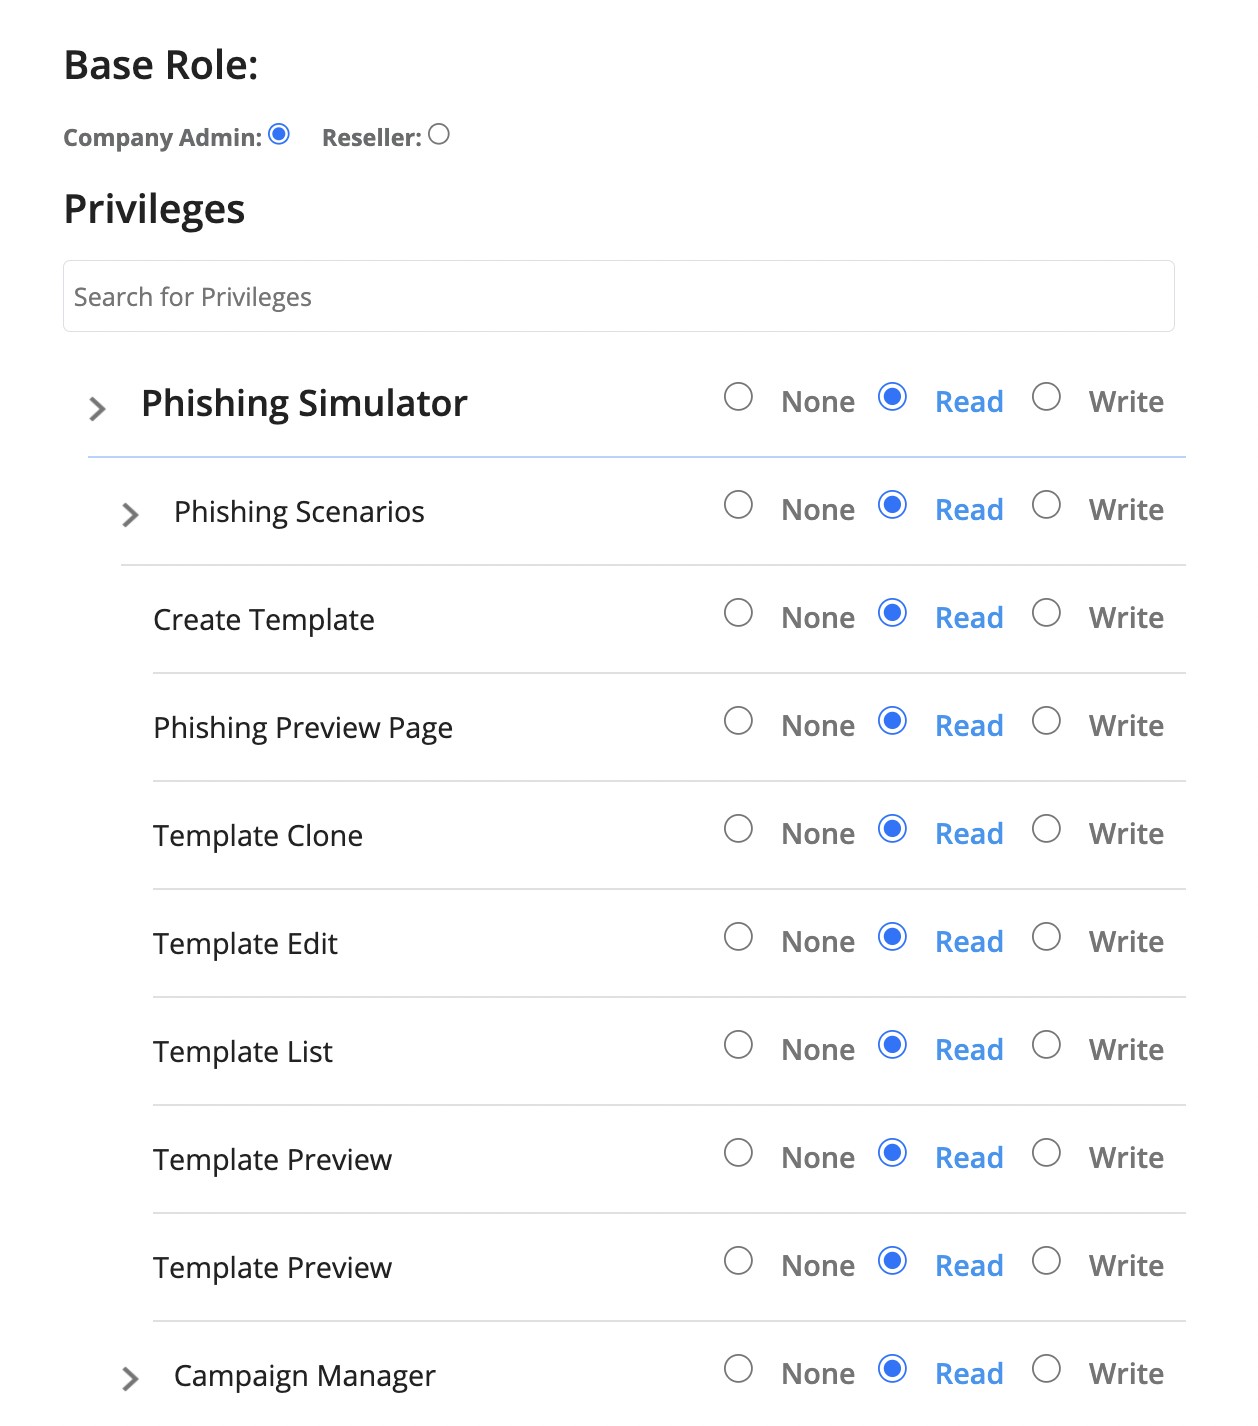 Base Role:
Company Admin: Reseller:
Privileges
Search for Privileges
Phishing Simulator None Read Write
Phishing Scenarios None Read Write
Create Template None Read Write
Phishing Preview Page None Read Write
Template Clone None Read Write
Template Edit None Read Write
Template List None Read Write
Template Preview None Read Write
Template Preview None Read Write
Campaign Manager None Read Write